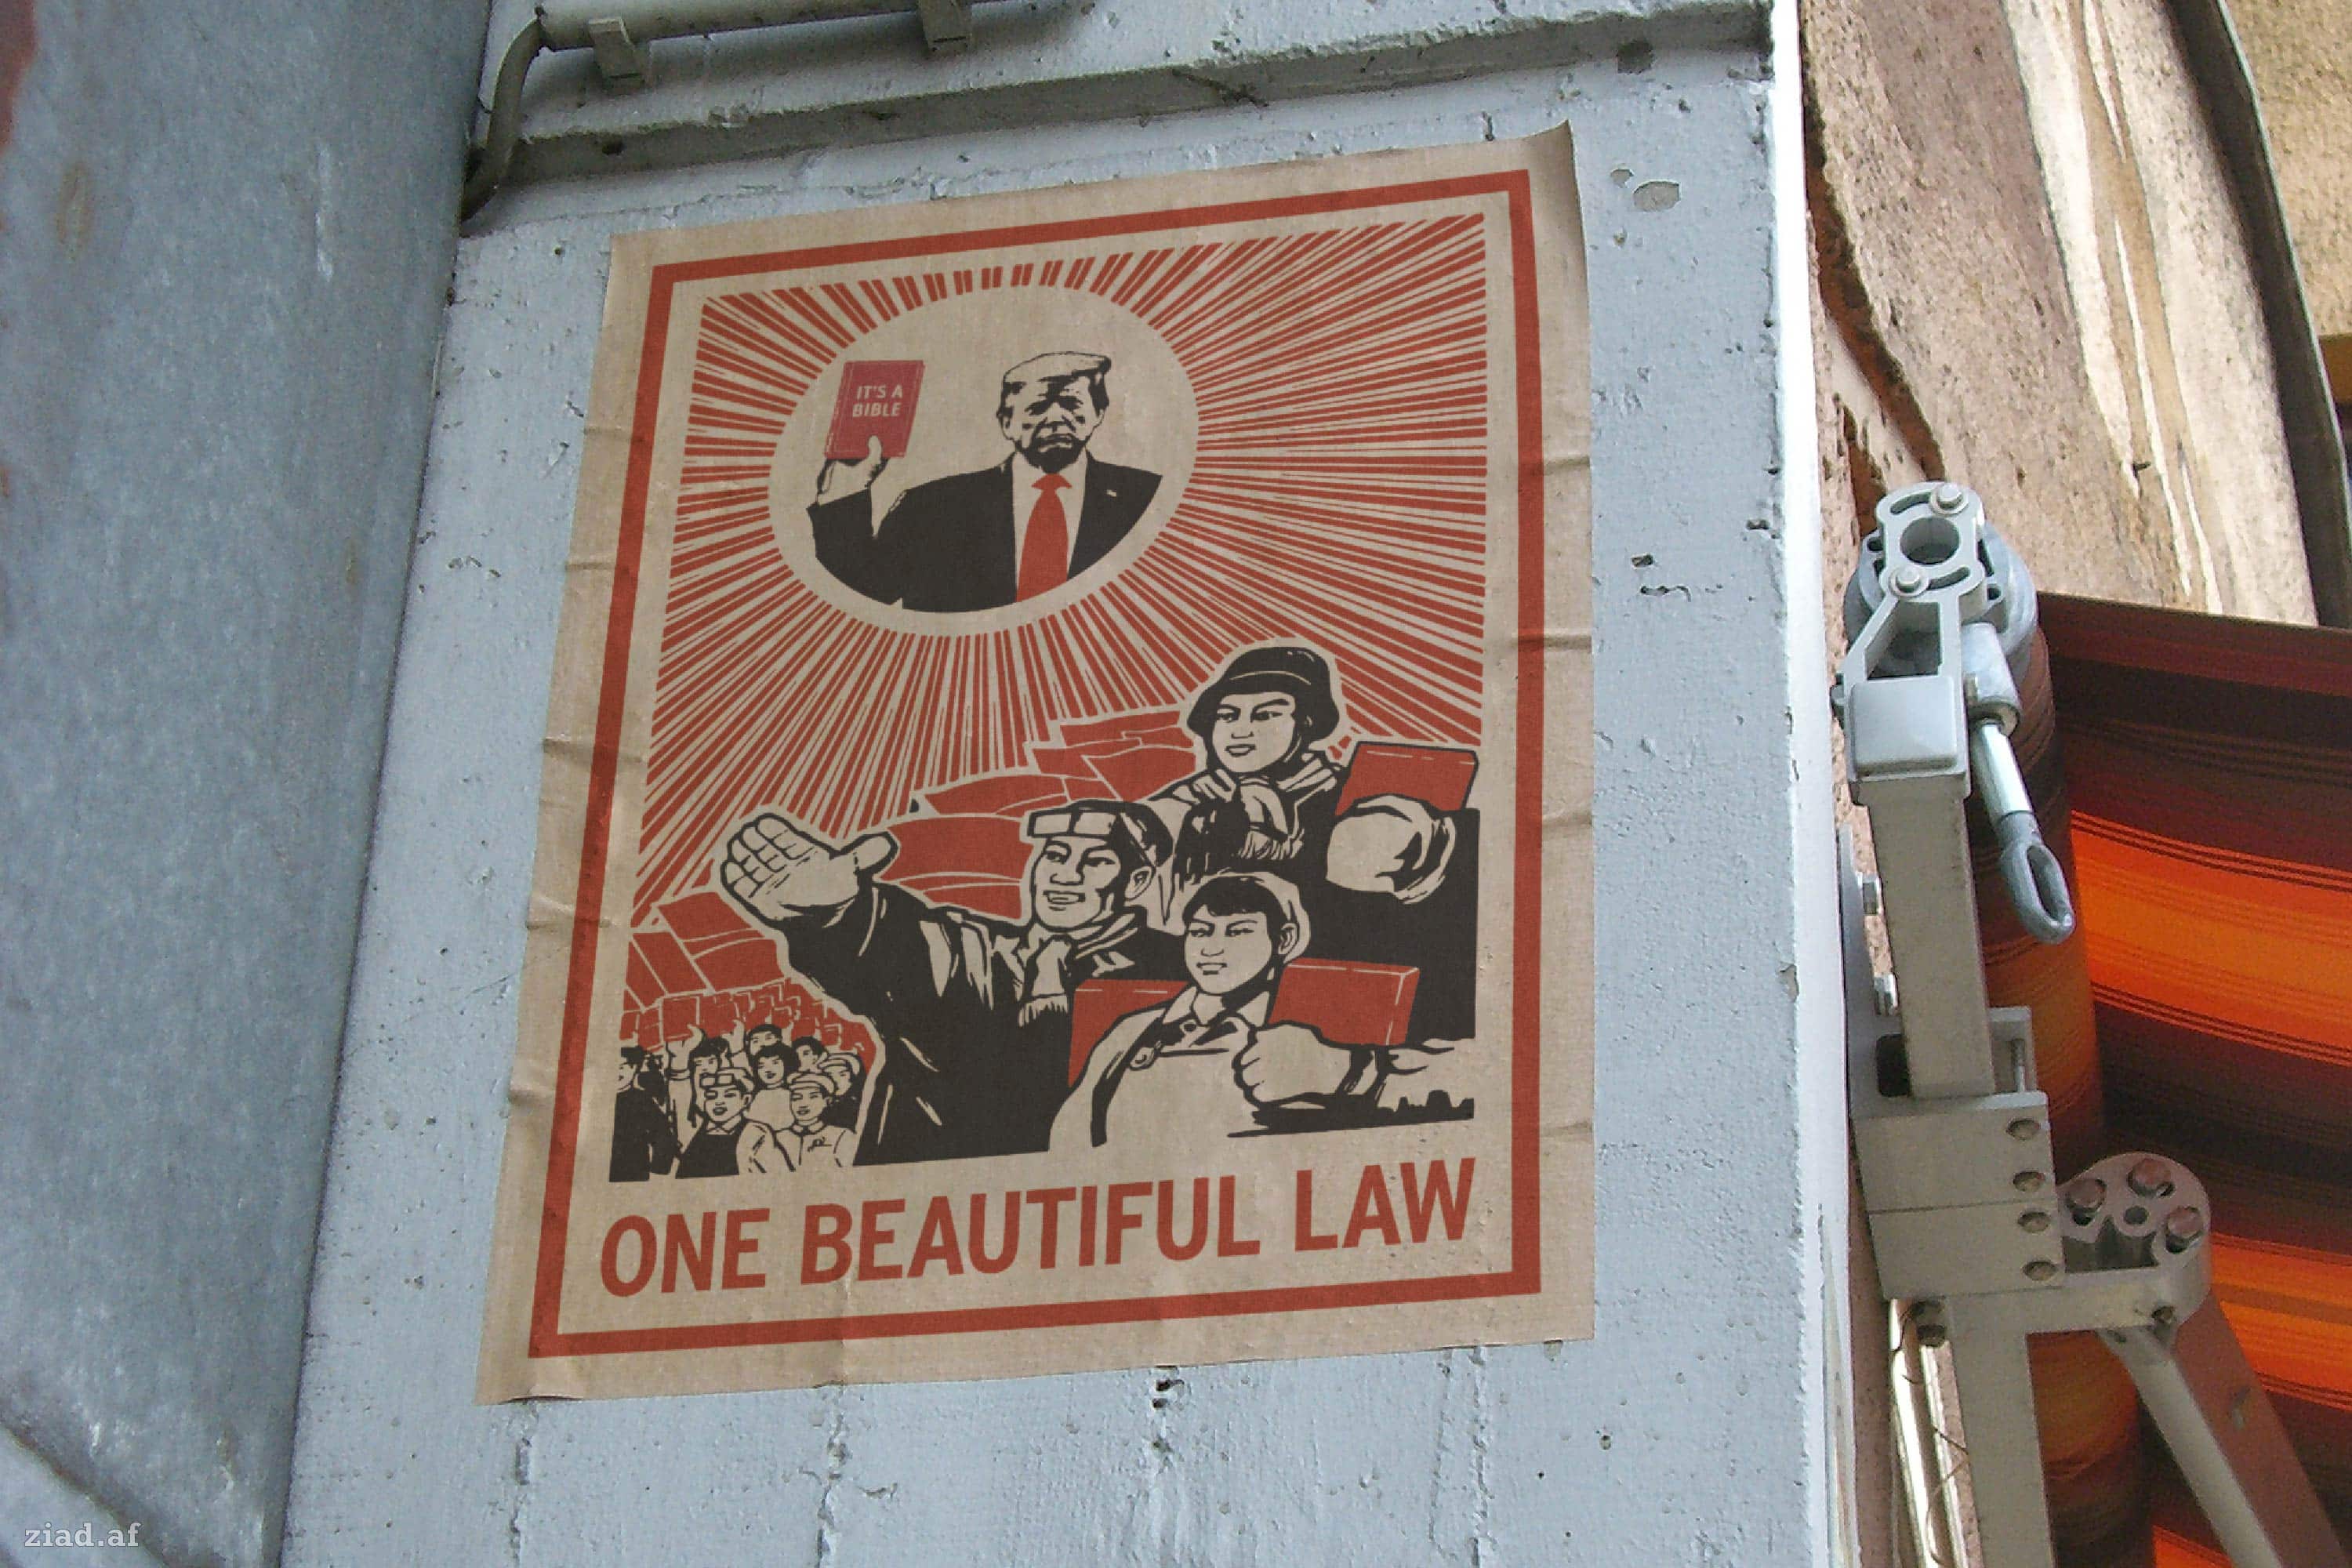 IT'S A
BIBLE
ONE BEAUTIFUL LAW
ziad.af